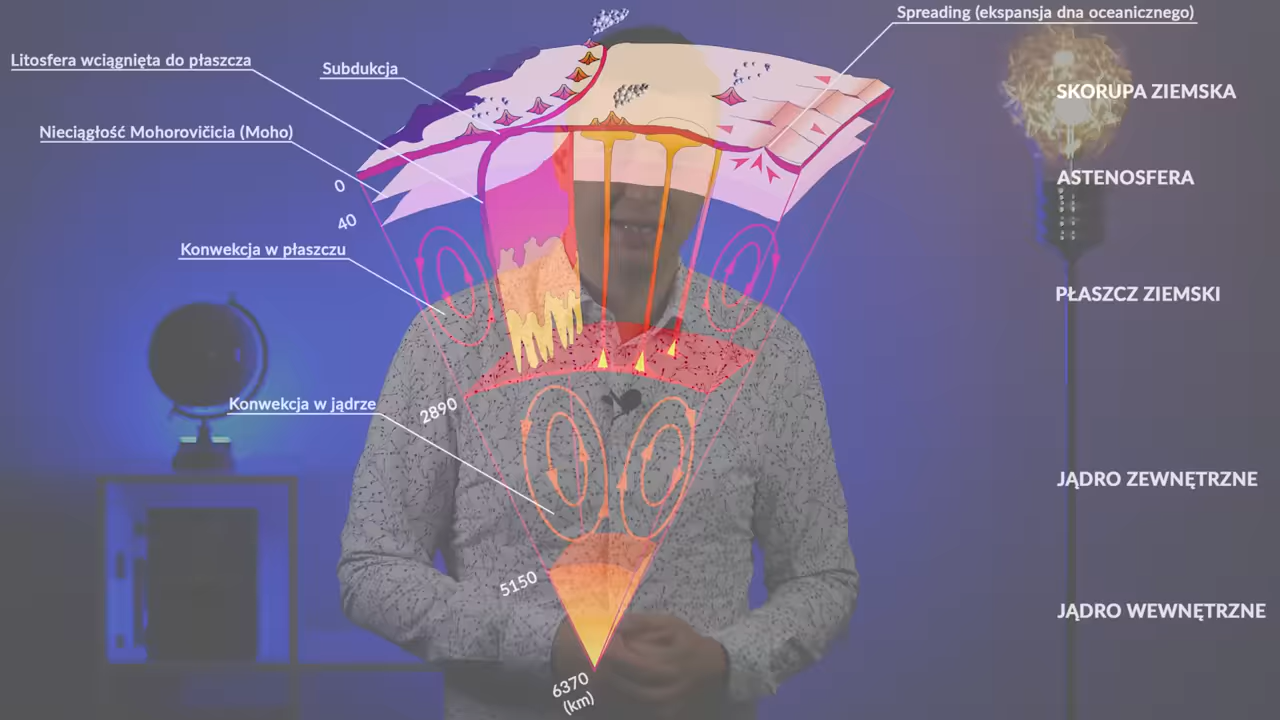 Spreading (ekspansja dna oceanicznego)
Litosfera wciągnięta do płaszcza
Subdukcja
SKORUPA ZIEMSKA
Nieciągłość Mohorovičicia (Moho)
ASTENOSFERA
0
40
Konwekcja w płaszczu
PŁASZCZ ZIEMSKI
Konwekcja w jądrze
2890
JĄDRO ZEWNĘTRZNE
5150
JĄDRO WEWNĘTRZNE
6370
(km)